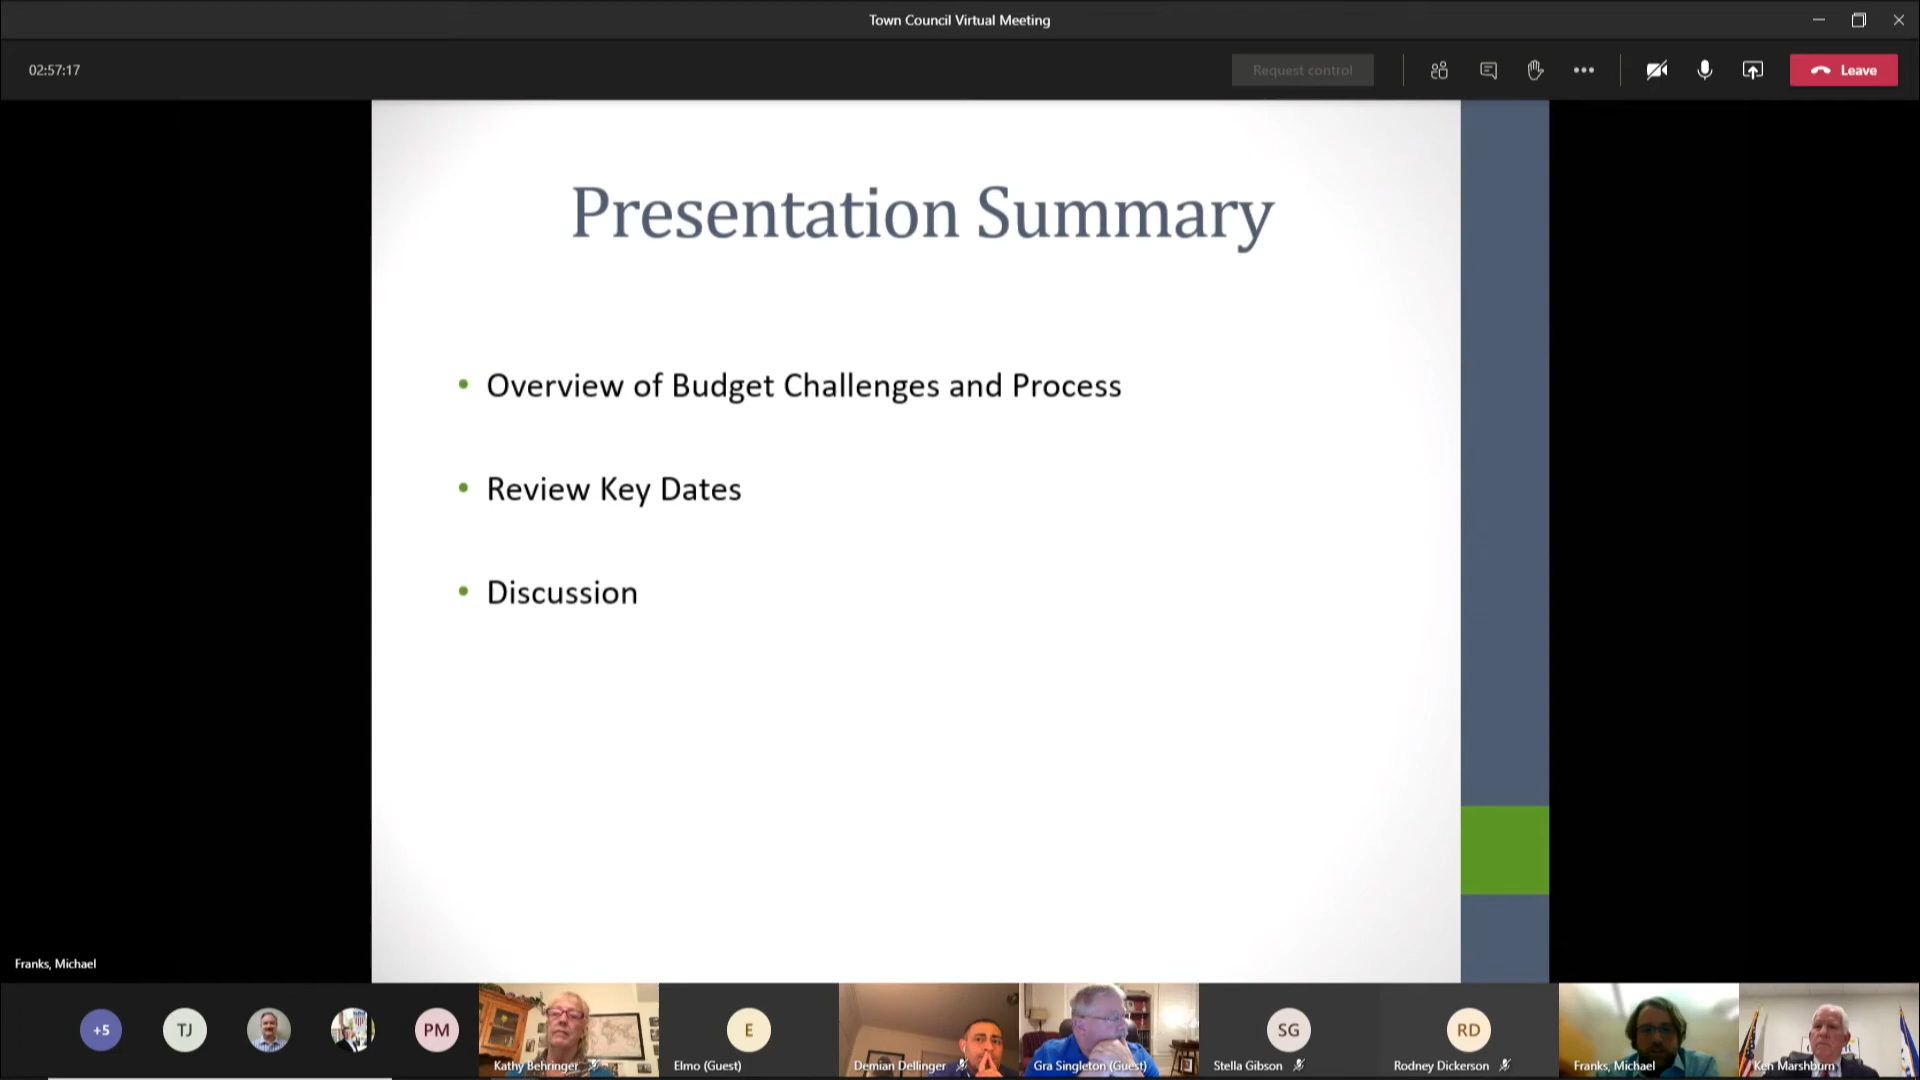 Town Council Virtual Meeting
02:57:17
Request control
Leave
Presentation Summary
• Overview of Budget Challenges and Process
• Review Key Dates
• Discussion
Franks, Michael
+5
TJ
PM
E
SG
RD
Kathy Behringer
Elmo (Guest)
Demian Dellinger
Gra Singleton (Guest)
Stella Gibson
Rodney Dickerson
Franks, Michael
Ken Marshburn